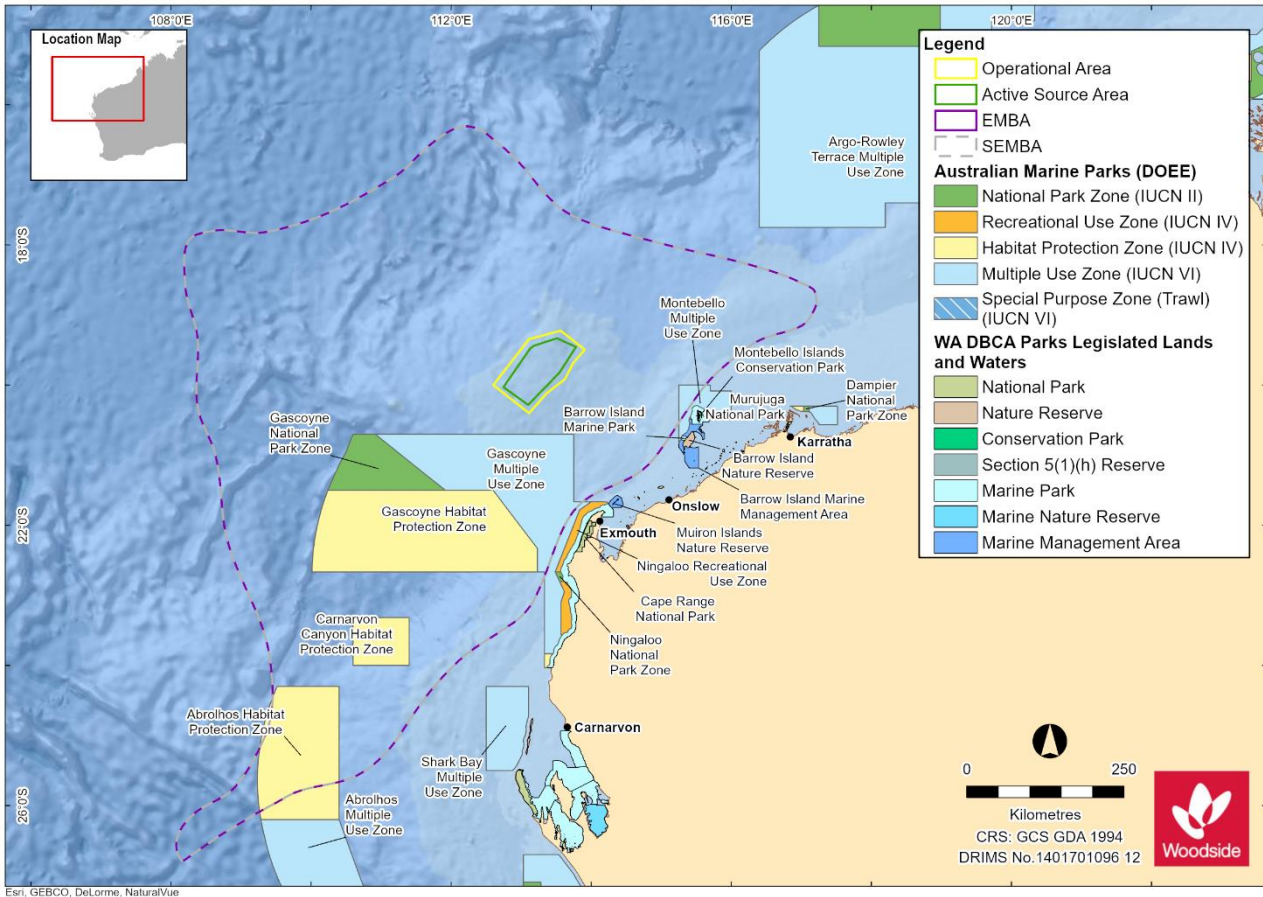 108°0'E
112°0'E
116°0'E
120°0'E
Location Map
Legend
Operational Area
Active Source Area
EMBA
SEMBA
Australian Marine Parks (DOEE)
National Park Zone (IUCN II)
Recreational Use Zone (IUCN IV)
Habitat Protection Zone (IUCN IV)
Multiple Use Zone (IUCN VI)
Special Purpose Zone (Trawl)
(IUCN VI)
WA DBCA Parks Legislated Lands
and Waters
National Park
Nature Reserve
Conservation Park
Section 5(1)(h) Reserve
Marine Park
Marine Nature Reserve
Marine Management Area
Argo-Rowley
Terrace Multiple
Use Zone
18°0'S
Montebello
Multiple
Use Zone
Montebello Islands
Conservation Park
Murujuga
National Park
Dampier
National
Park Zone
Barrow Island
Marine Park
Karratha
Gascoyne
National
Park Zone
Gascoyne
Multiple
Use Zone
Barrow Island
Nature Reserve
Barrow Island Marine
Management Area
Onslow
Gascoyne Habitat
Protection Zone
22°0'S
Exmouth
Muiron Islands
Nature Reserve
Ningaloo Recreational
Use Zone
Cape Range
National Park
Ningaloo
National
Park Zone
Carnarvon
Canyon Habitat
Protection Zone
Abrolhos Habitat
Protection Zone
Carnarvon
Shark Bay
Multiple
Use Zone
26°0'S
Abrolhos
Multiple
Use Zone
0
250
Kilometres
CRS: GCS GDA 1994
DRIMS No.1401701096 12
Woodside
Esri, GEBCO, DeLorme, NaturalVue
108°0'E
112°0'E
116°0'E
120°0'E